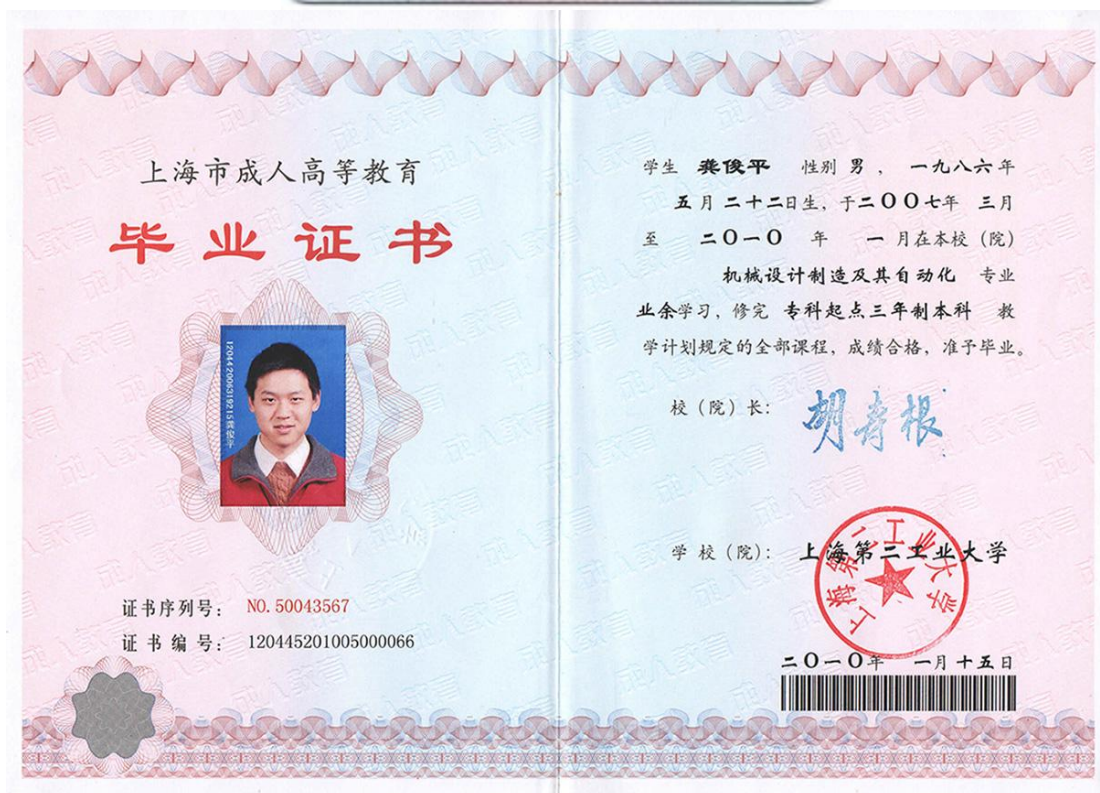 上海市成人高等教育
毕业证书
12044200631921​5龚俊平
证书序列号： NO. 50043567
证书编号： 120445201005000066
学生 龚俊平 性别 男 ， 一九八六年
五月二十二日生，于二〇〇七年 三月
至 二〇一〇 年 一 月在本校（院）
机械设计制造及其自动化 专业
业余学习，修完 专科起点三年制本科 教
学计划规定的全部课程，成绩合格，准予毕业。
校（院）长： 胡寿根
学校（院）： 上海第二工业大学
上海第二工业大学
二〇一〇年 一月十五日